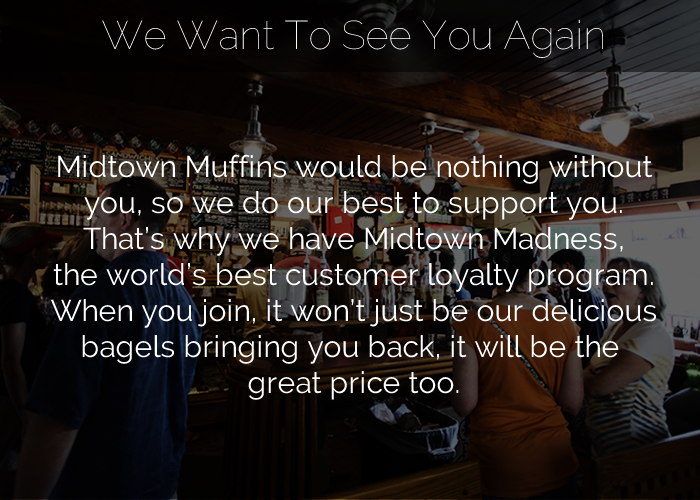 We Want To See You Again
Midtown Muffins would be nothing without
you, so we do our best to support you.
That's why we have Midtown Madness,
the world's best customer loyalty program.
When you join, it won't just be our delicious
bagels bringing you back, it will be the
great price too.